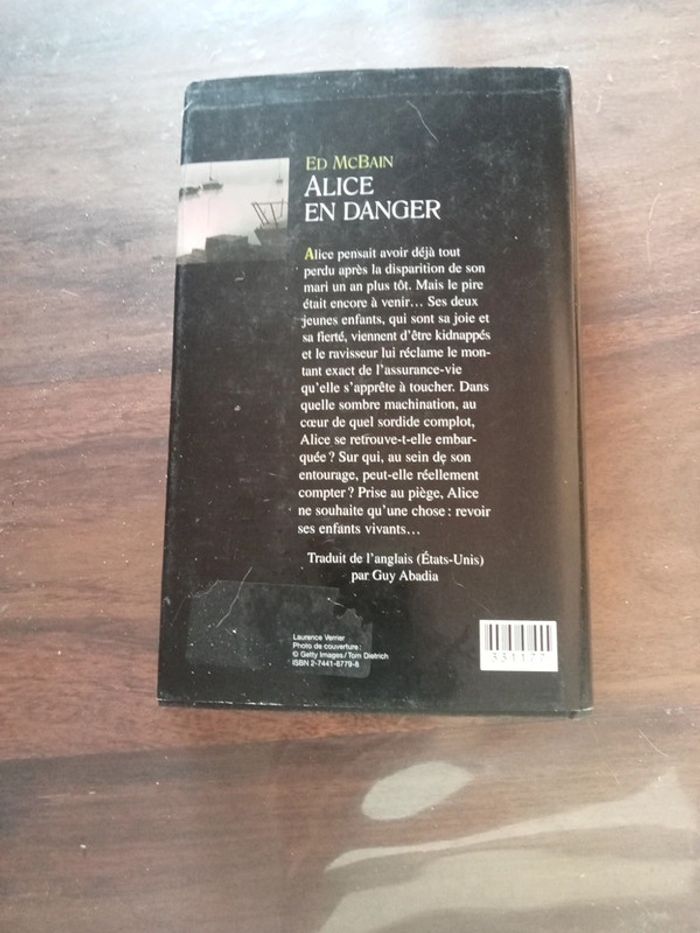 ED MCBAIN
ALICE
EN DANGER
Alice pensait avoir déjà tout
perdu après la disparition de son
mari un an plus tôt. Mais le pire
était encore à venir... Ses deux
jeunes enfants, qui sont sa joie et
sa fierté, viennent d'être kidnappés
et le ravisseur lui réclame le mon-
tant exact de l'assurance-vie
qu'elle s'apprête à toucher. Dans
quelle sombre machination, au
cœur de quel sordide complot,
Alice se retrouve-t-elle embar-
quée ? Sur qui, au sein de son
entourage, peut-elle réellement
compter ? Prise au piège, Alice
ne souhaite qu'une chose : revoir
ses enfants vivants...
Traduit de l'anglais (États-Unis)
par Guy Abadia
Laurence Verrier
Photo de couverture :
© Getty Images / Tom Dietrich
ISBN 2-7441-8779-8
331177